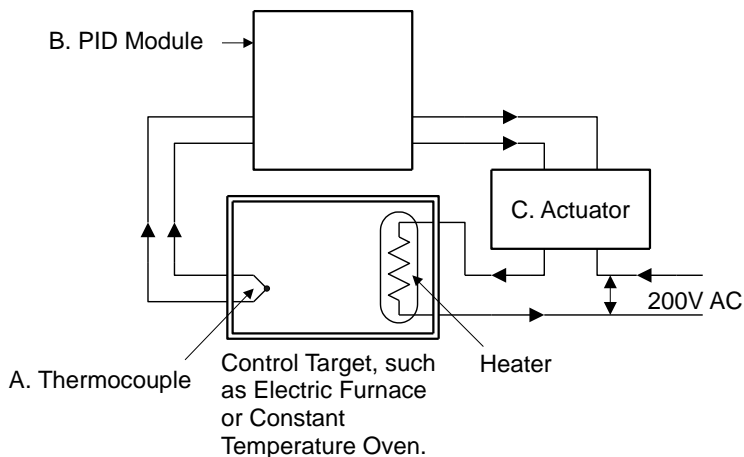 B. PID Module
C. Actuator
200V AC
A. Thermocouple
Control Target, such
as Electric Furnace
or Constant
Temperature Oven.
Heater